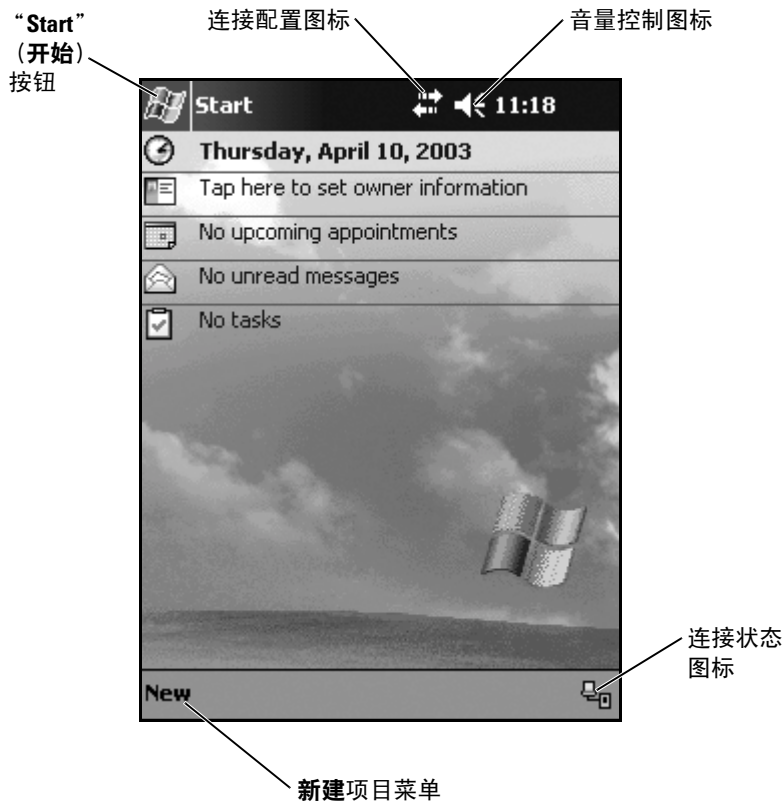 “Start”
(开始)
按钮
连接配置图标
音量控制图标
Start
11:18
Thursday, April 10, 2003
Tap here to set owner information
No upcoming appointments
No unread messages
No tasks
连接状态
图标
New
新建项目菜单